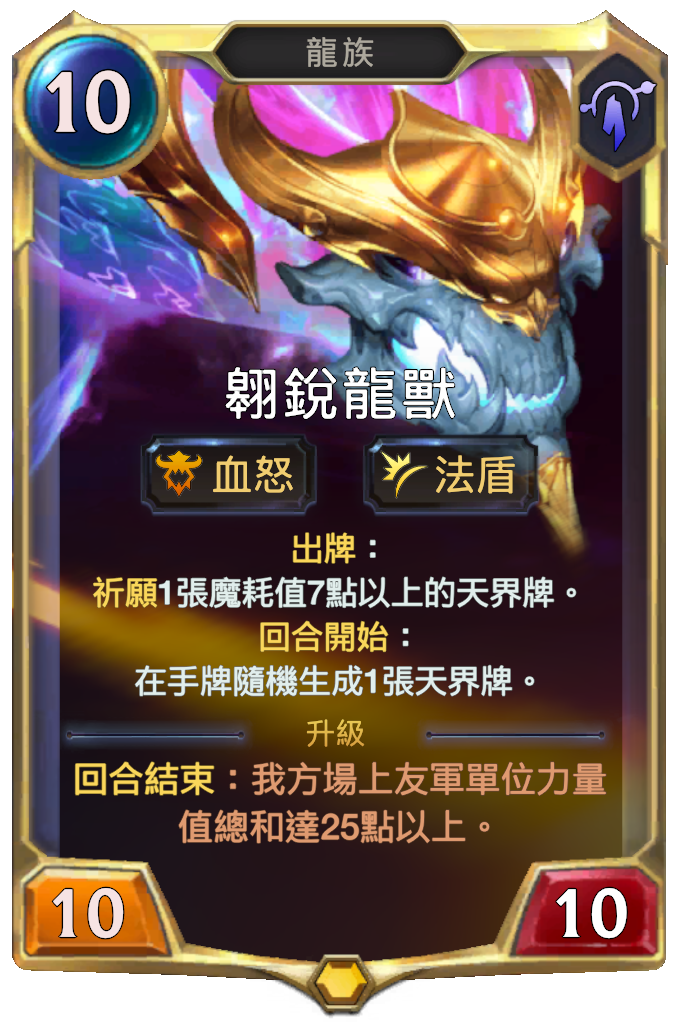 龍族
10
翱銳龍獸
血怒 法盾
出牌：
祈願1張魔耗值7點以上的天界牌。
回合開始：
在手牌隨機生成1張天界牌。
升級
回合結束：我方場上友軍單位力量
值總和達25點以上。
10 10